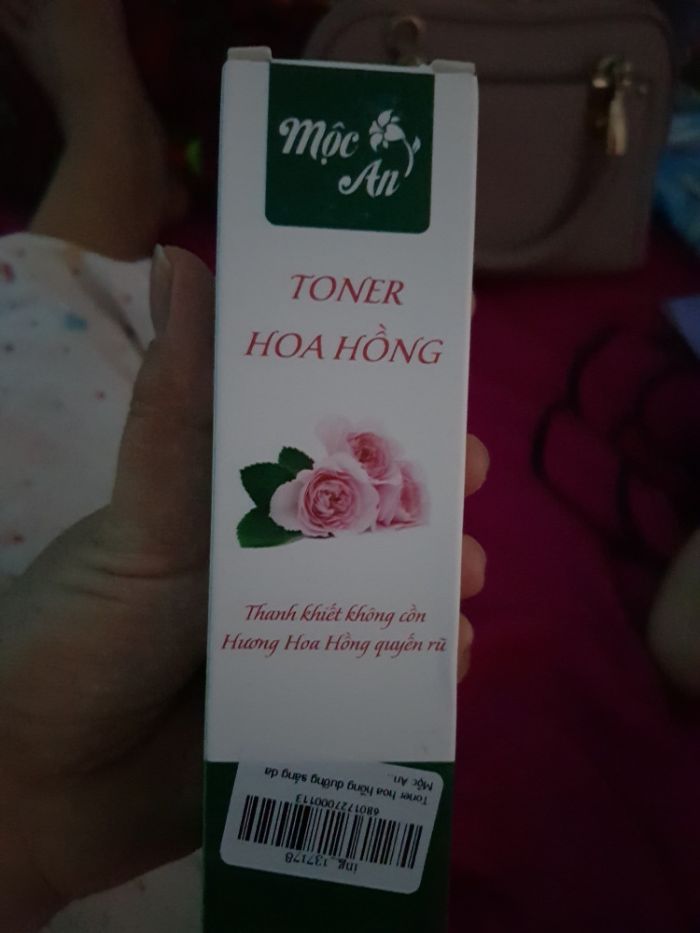 mộc
An
TONER
HOA HỒNG
Thanh khiết không cồn
Hương Hoa Hồng quyến rũ
ing_137178
6801727000113
Toner hoa hồng dưỡng sáng da
Mộc An...